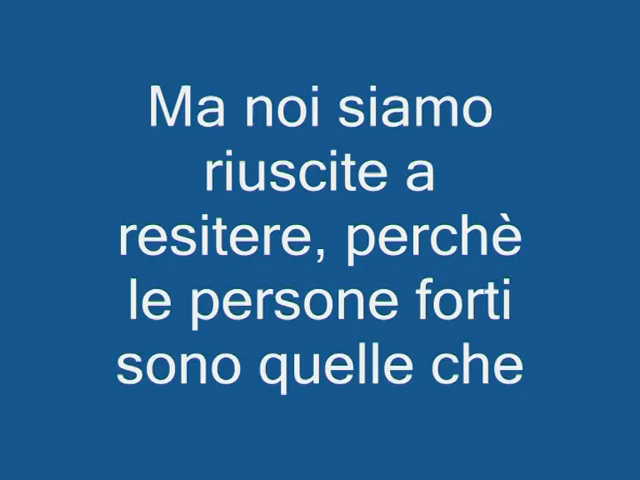 Ma noi siamo
riuscite a
resitere, perchè
le persone forti
sono quelle che